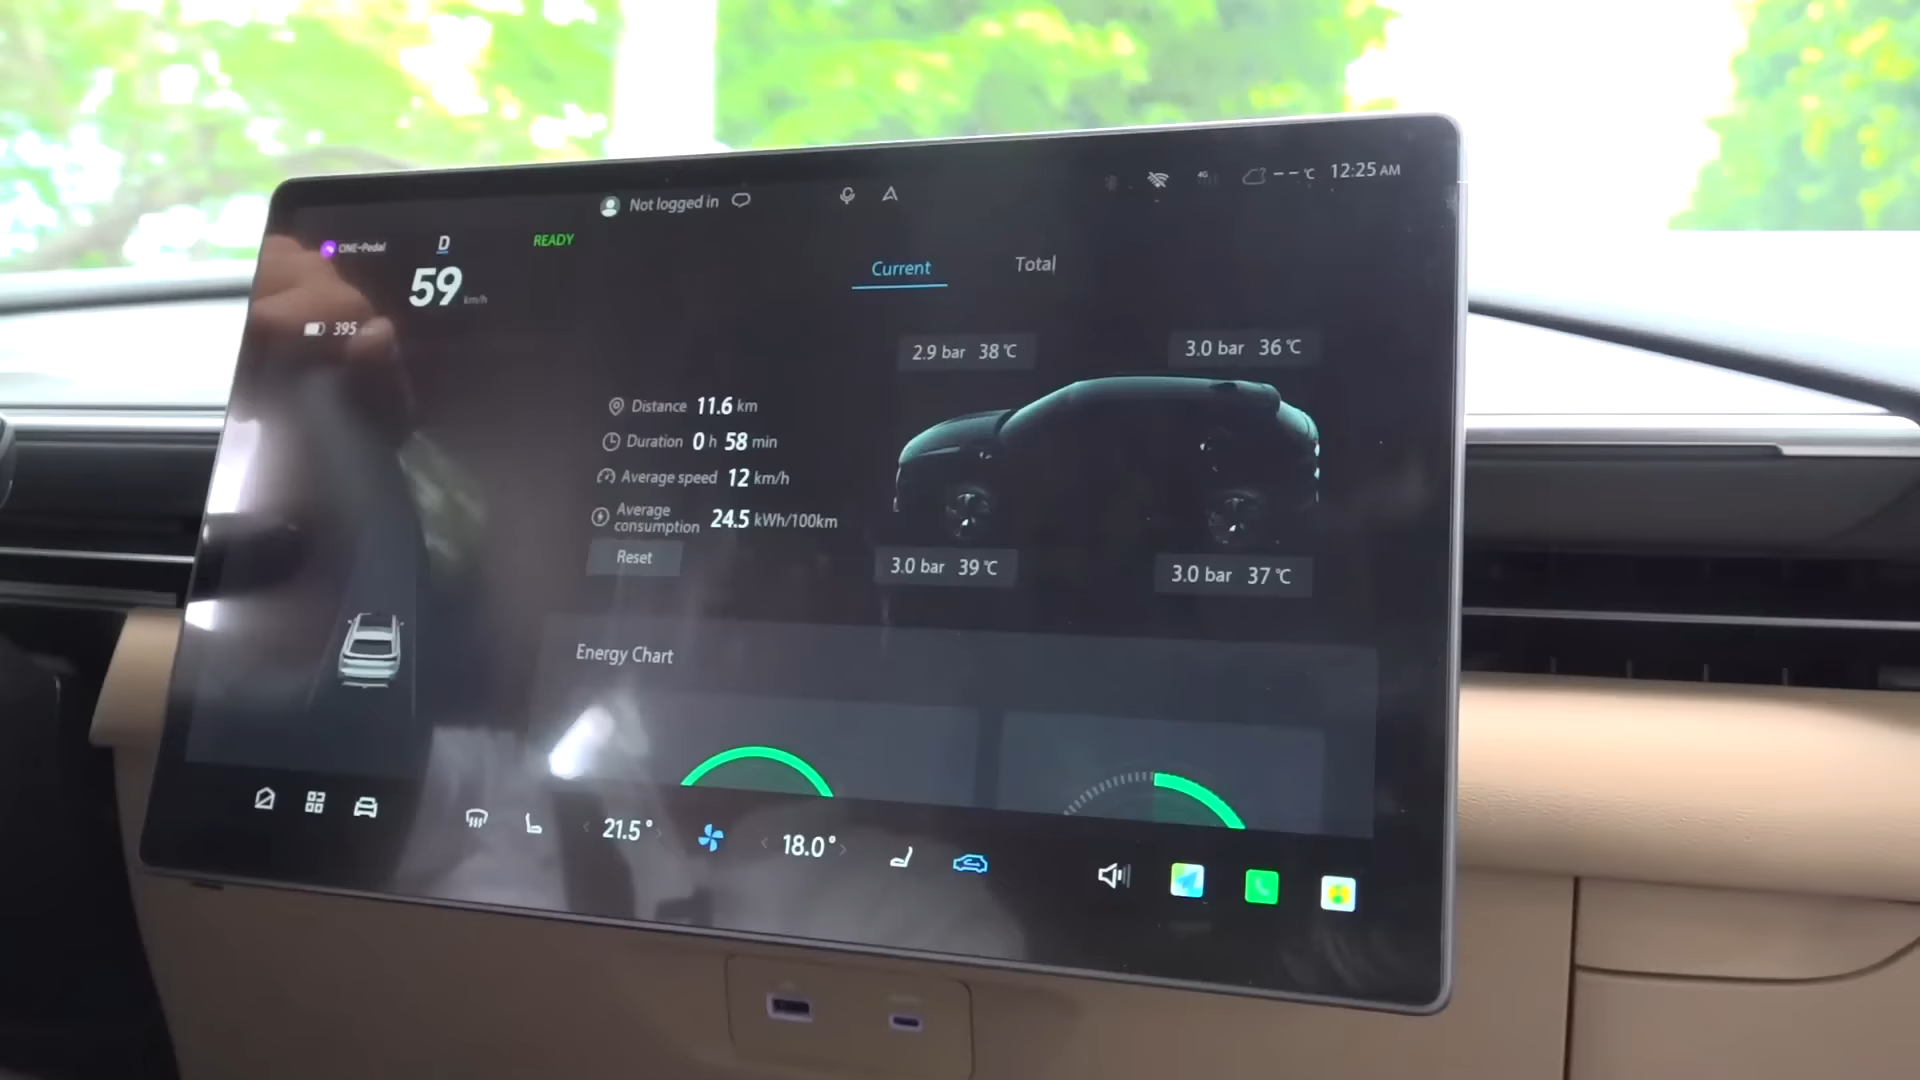 Not logged in
4G
--℃ 12:25 AM
ONE-Pedal
D
READY
59 km/h
395
Current
Total
2.9 bar 38℃
3.0 bar 36℃
Distance 11.6 km
Duration 0 h 58 min
Average speed 12 km/h
Average consumption 24.5 kWh/100km
Reset
3.0 bar 39℃
3.0 bar 37℃
Energy Chart
21.5°
18.0°